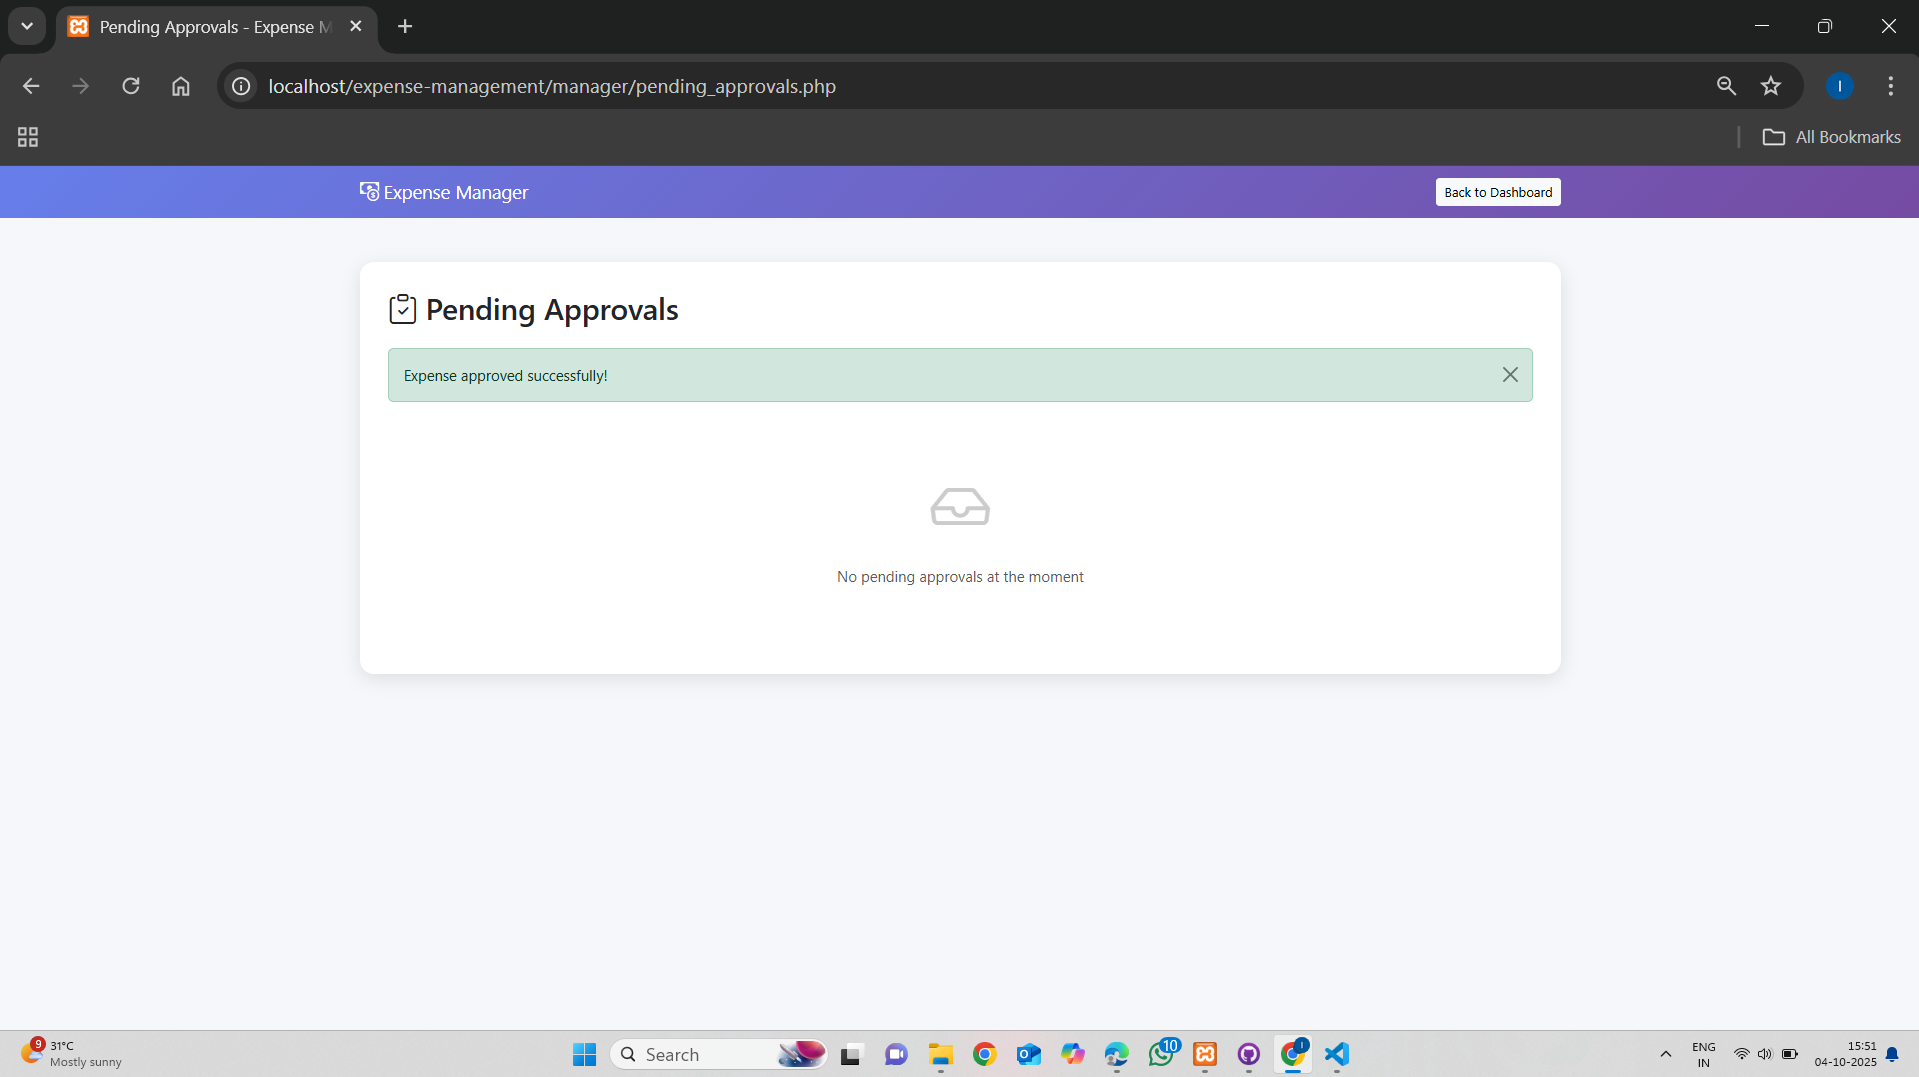 Pending Approvals - Expense M
localhost/expense-management/manager/pending_approvals.php
All Bookmarks
Expense Manager
Back to Dashboard
Pending Approvals
Expense approved successfully!
No pending approvals at the moment
9
31°C
Mostly sunny
Search
10
ENG
IN
15:51
04-10-2025